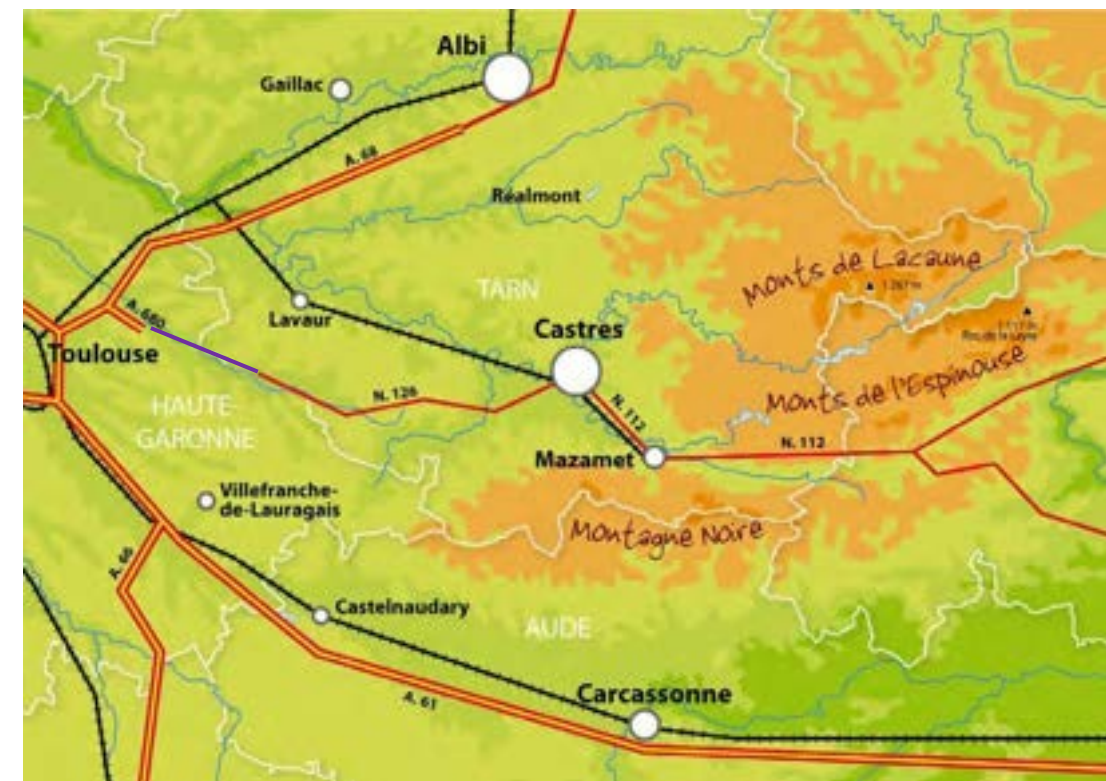 Albi
Gaillac
A. 68
Réalmont
Monts de Lacaune
TARN
A. 680
Lavaur
Castres
Toulouse
Monts de l'Espinouse
N. 126
HAUTE-
GARONNE
N. 112
N. 112
Mazamet
Villefranche-
de-Lauragais
Montagne Noire
A. 66
Castelnaudary
AUDE
Carcassonne
A. 61